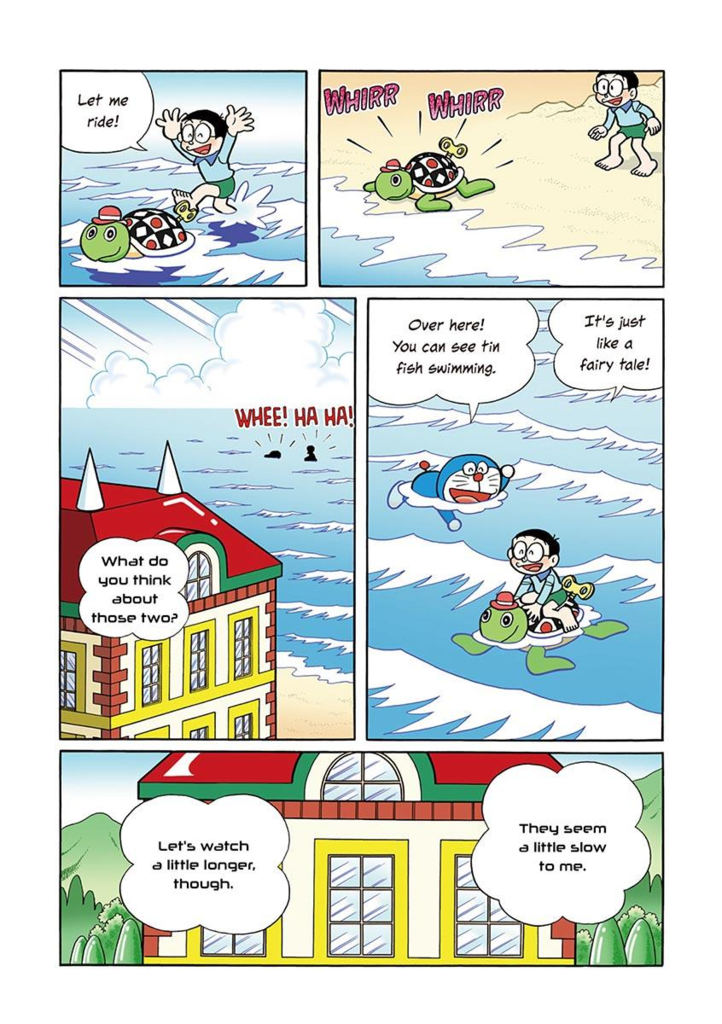 WHIRR
WHIRR
Let me
ride!
It's just
like a
fairy tale!
Over here!
You can see tin
fish swimming.
WHEE! HA HA!
What do
you think
about
those two?
They seem
a little slow
to me.
Let's watch
a little longer,
though.